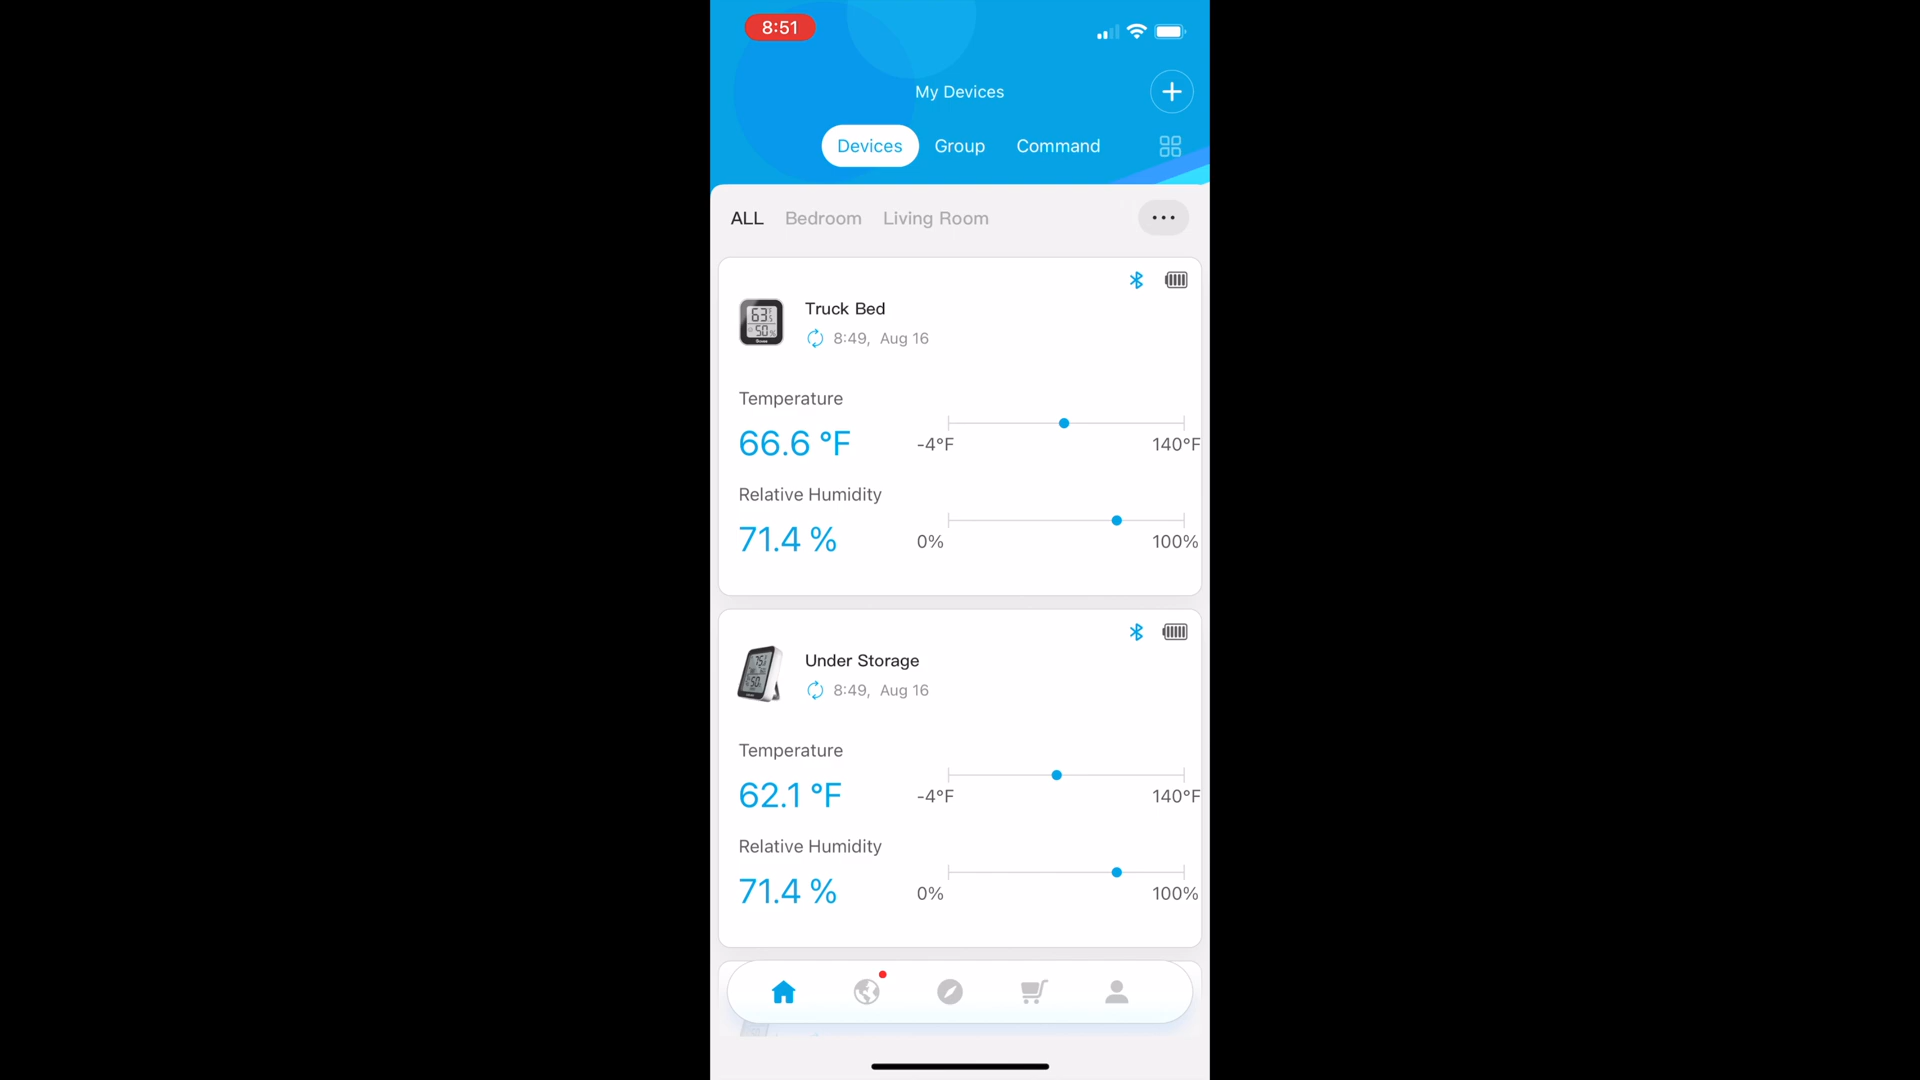 8:51
My Devices
Devices Group Command
ALL Bedroom Living Room
Truck Bed
8:49, Aug 16
Temperature
66.6 °F
-4°F 140°F
Relative Humidity
71.4 %
0% 100%
Under Storage
8:49, Aug 16
Temperature
62.1 °F
-4°F 140°F
Relative Humidity
71.4 %
0% 100%